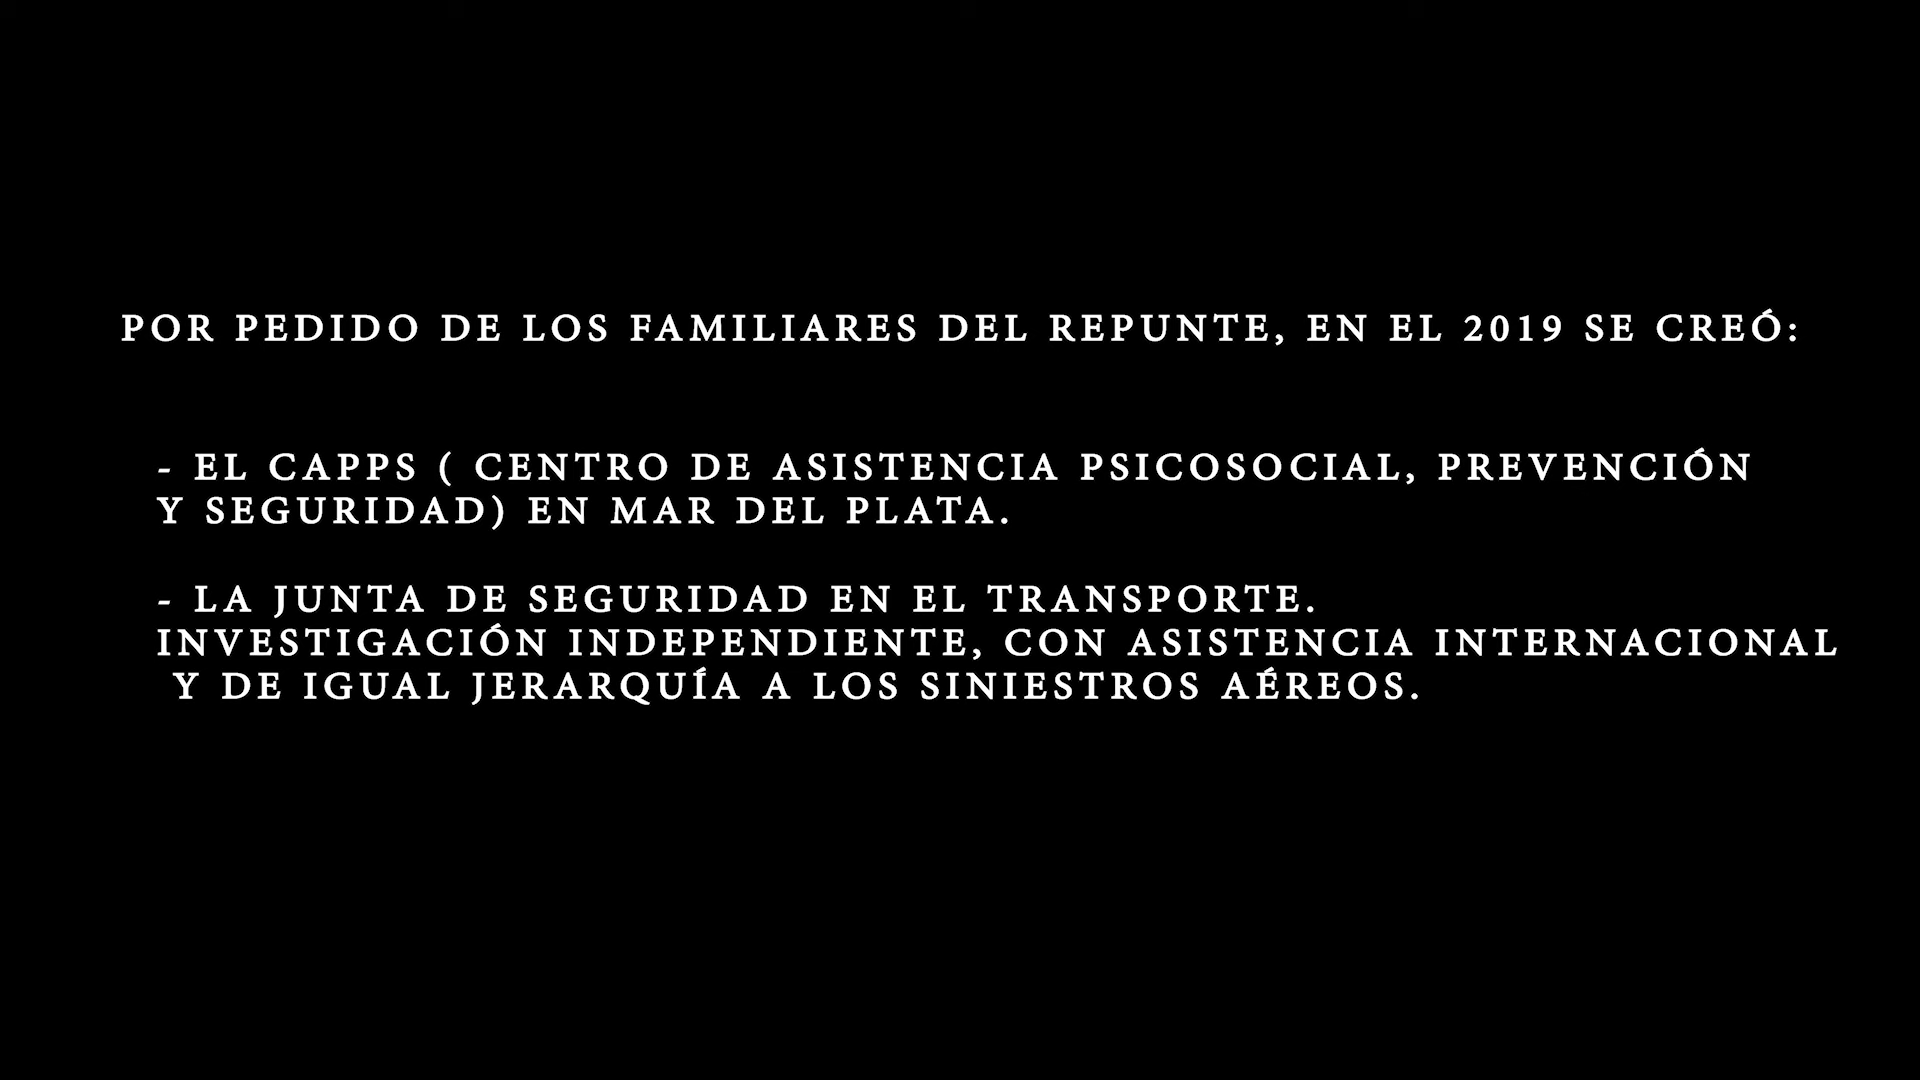 POR PEDIDO DE LOS FAMILIARES DEL REPUNTE, EN EL 2019 SE CREÓ:
- EL CAPPS ( CENTRO DE ASISTENCIA PSICOSOCIAL, PREVENCIÓN
Y SEGURIDAD) EN MAR DEL PLATA.
- LA JUNTA DE SEGURIDAD EN EL TRANSPORTE.
INVESTIGACIÓN INDEPENDIENTE, CON ASISTENCIA INTERNACIONAL
Y DE IGUAL JERARQUÍA A LOS SINIESTROS AÉREOS.